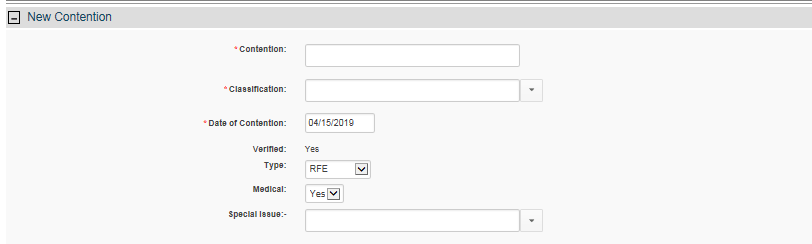 New Contention
*Contention:
*Classification:
*Date of Contention: 04/15/2019
Verified: Yes
Type: RFE
Medical: Yes
Special Issue:-